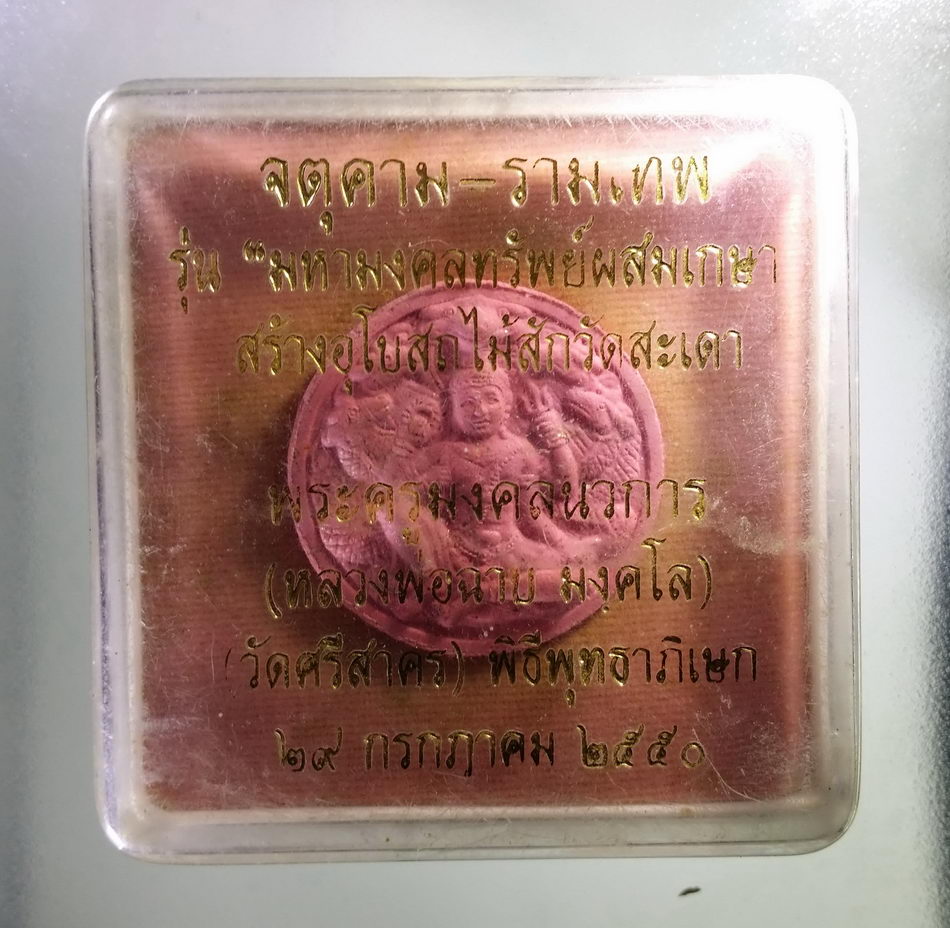 จตุคาม-รามเทพ
รุ่น “มหามงคลทรัพย์ผสมเกษา
สร้างอุโบสถไม้สักวัดสะเดา
พระครูมงคลนวการ
(หลวงพ่อฉาบ มงฺคโล)
(วัดศรีสาคร) พิธีพุทธาภิเษก
๒๙ กรกฎาคม ๒๕๕๐